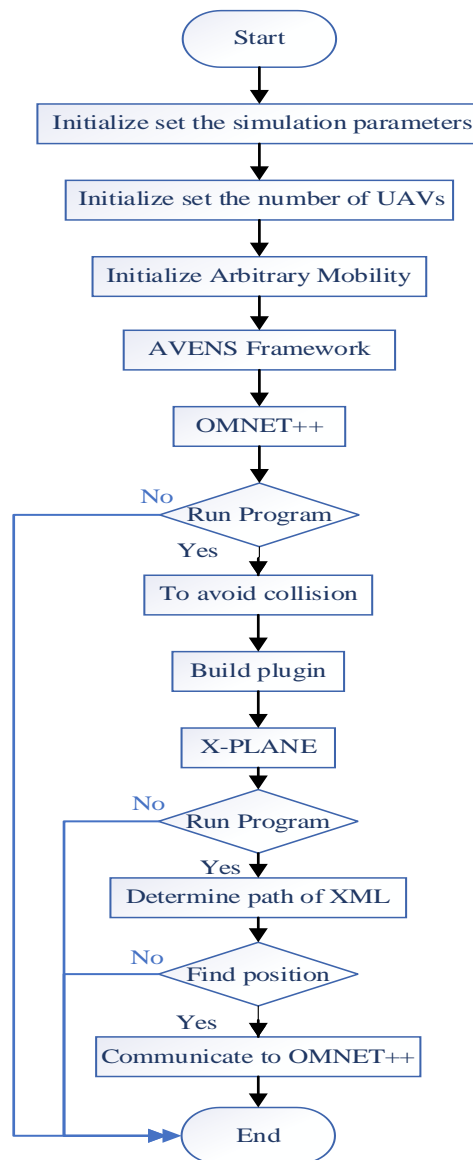 Start
Initialize set the simulation parameters
Initialize set the number of UAVs
Initialize Arbitrary Mobility
AVENS Framework
OMNET++
No
Run Program
Yes
To avoid collision
Build plugin
X-PLANE
No
Run Program
Yes
Determine path of XML
No
Find position
Yes
Communicate to OMNET++
End